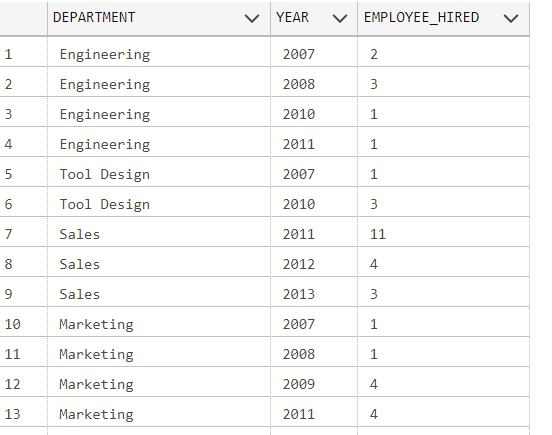 DEPARTMENT YEAR EMPLOYEE_HIRED
1 Engineering 2007 2
2 Engineering 2008 3
3 Engineering 2010 1
4 Engineering 2011 1
5 Tool Design 2007 1
6 Tool Design 2010 3
7 Sales 2011 11
8 Sales 2012 4
9 Sales 2013 3
10 Marketing 2007 1
11 Marketing 2008 1
12 Marketing 2009 4
13 Marketing 2011 4